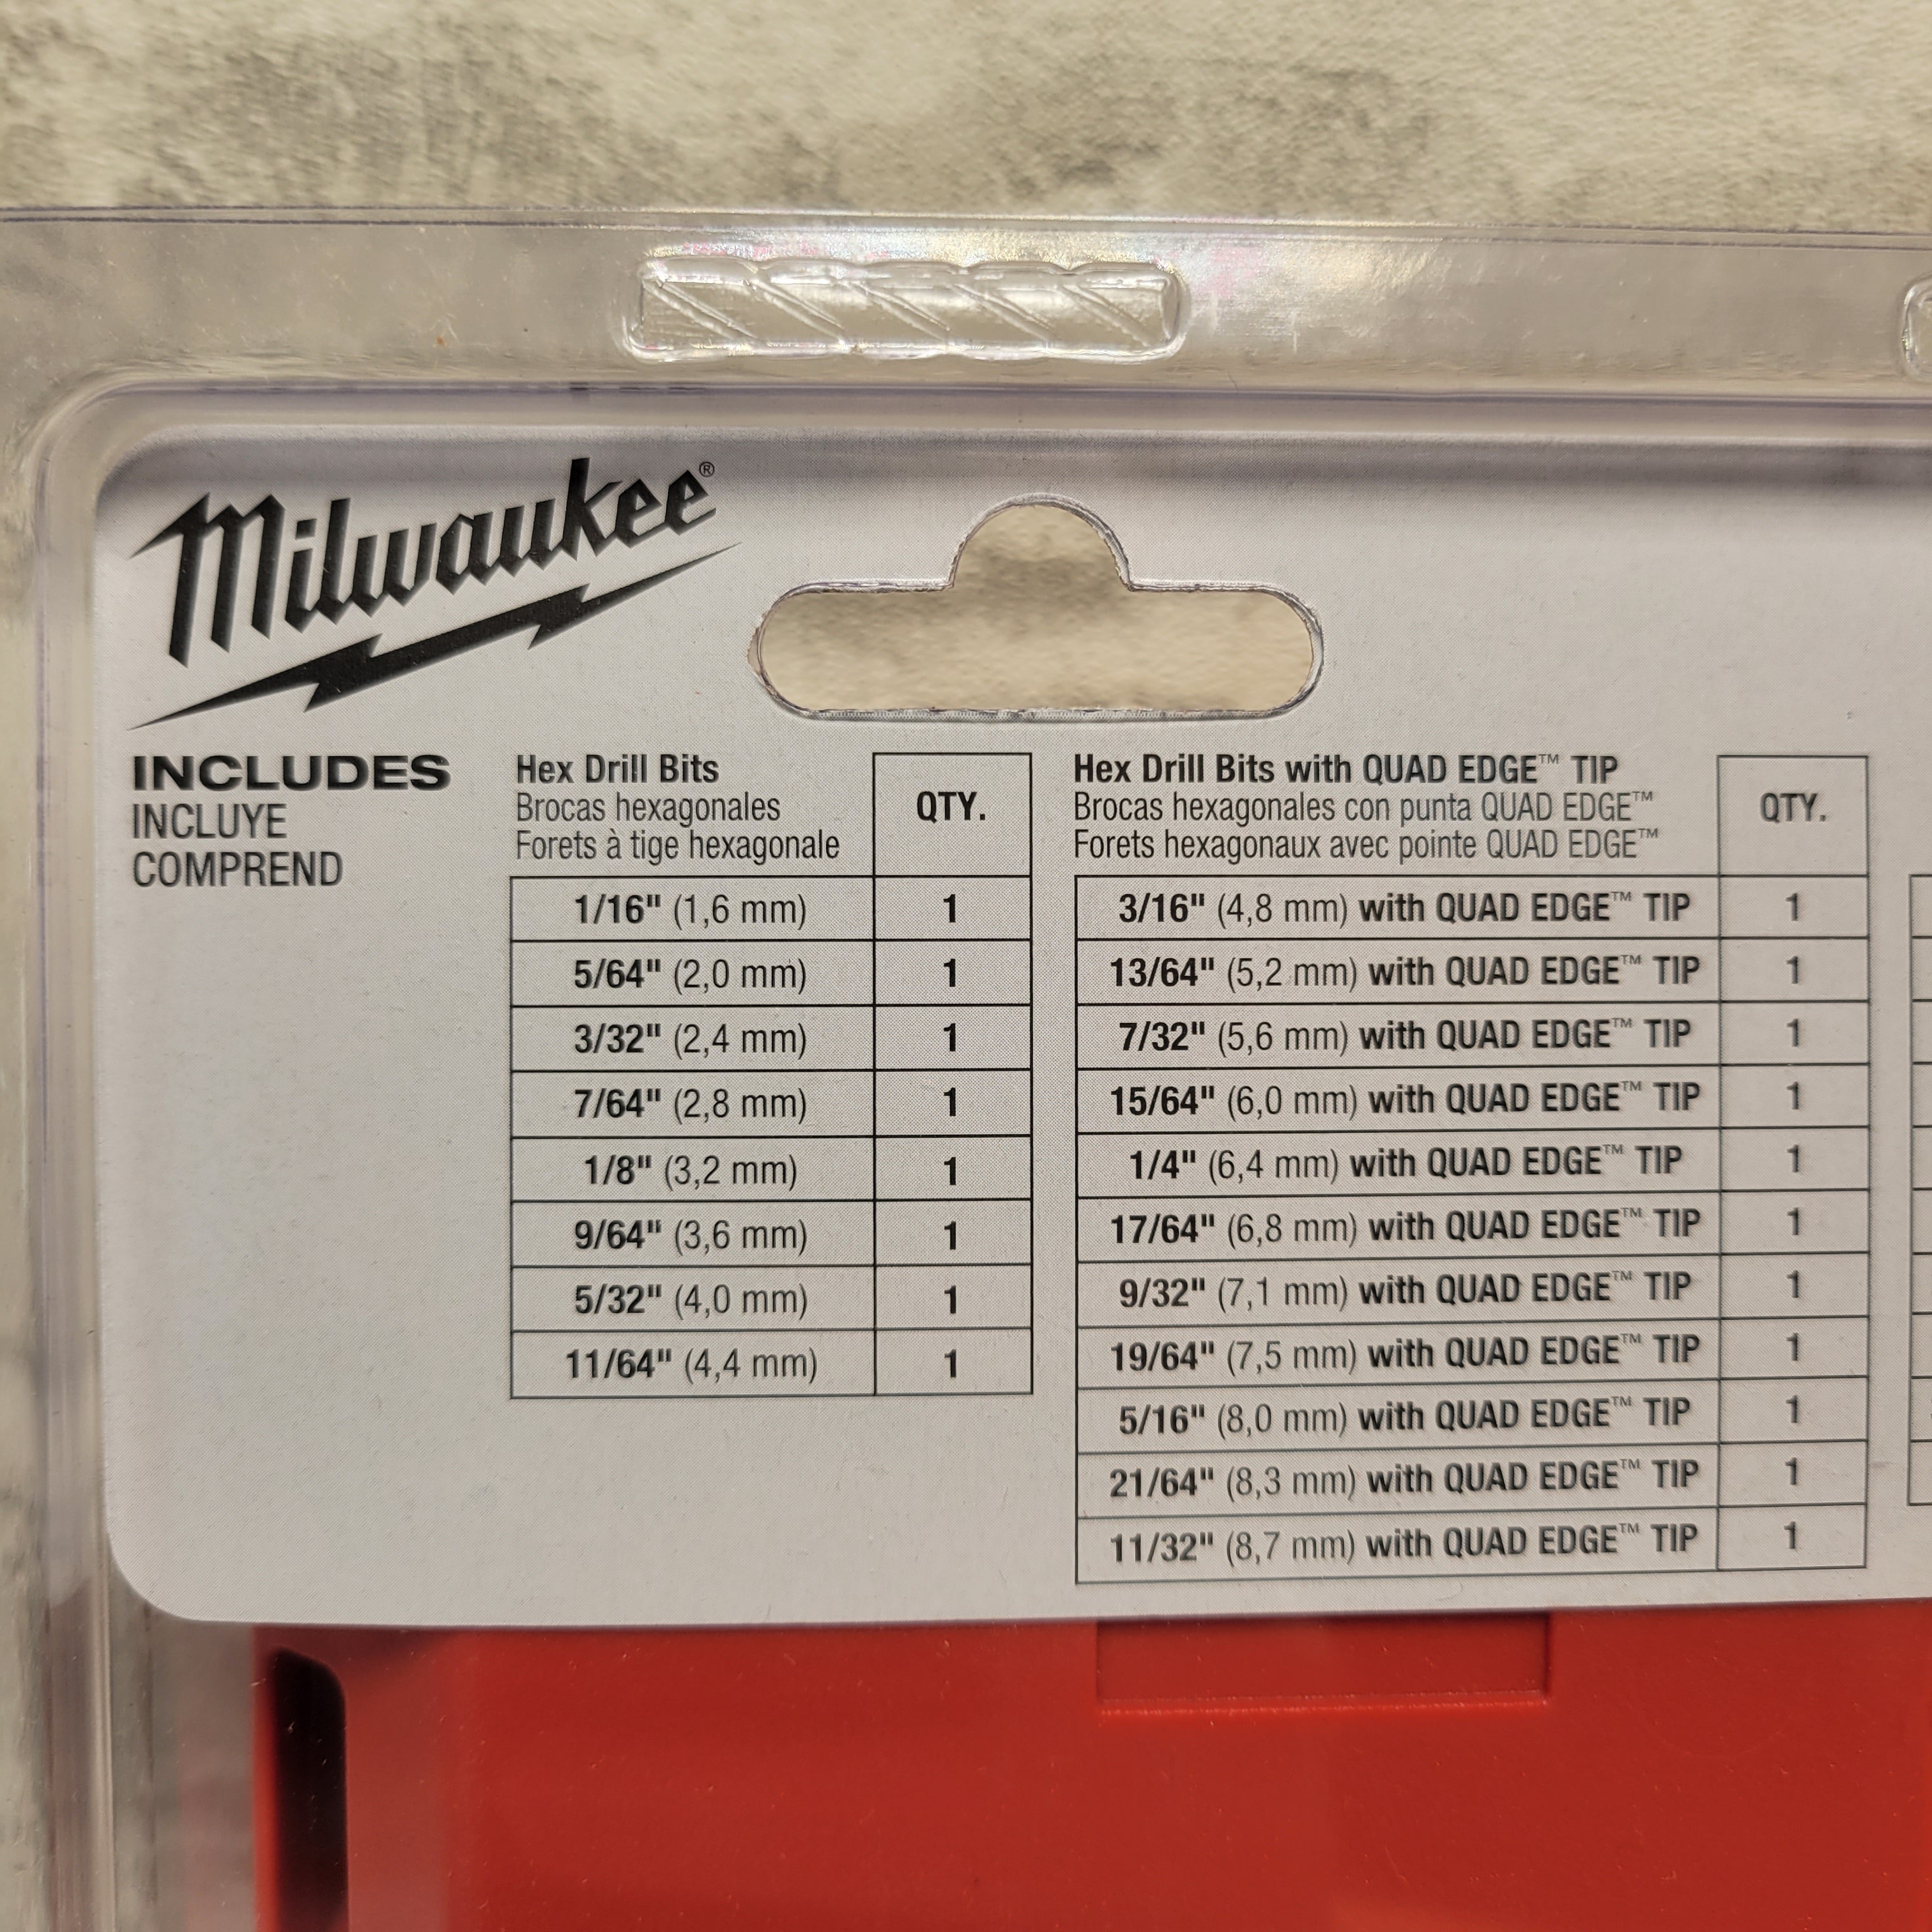 Milwaukee®
INCLUDES
INCLUYE
COMPREND
Hex Drill Bits
Brocas hexagonales
Forets à tige hexagonale
QTY.
1/16" (1,6 mm) 1
5/64" (2,0 mm) 1
3/32" (2,4 mm) 1
7/64" (2,8 mm) 1
1/8" (3,2 mm) 1
9/64" (3,6 mm) 1
5/32" (4,0 mm) 1
11/64" (4,4 mm) 1
Hex Drill Bits with QUAD EDGE™ TIP
Brocas hexagonales con punta QUAD EDGE™
Forets hexagonaux avec pointe QUAD EDGE™
QTY.
3/16" (4,8 mm) with QUAD EDGE™ TIP 1
13/64" (5,2 mm) with QUAD EDGE™ TIP 1
7/32" (5,6 mm) with QUAD EDGE™ TIP 1
15/64" (6,0 mm) with QUAD EDGE™ TIP 1
1/4" (6,4 mm) with QUAD EDGE™ TIP 1
17/64" (6,8 mm) with QUAD EDGE™ TIP 1
9/32" (7,1 mm) with QUAD EDGE™ TIP 1
19/64" (7,5 mm) with QUAD EDGE™ TIP 1
5/16" (8,0 mm) with QUAD EDGE™ TIP 1
21/64" (8,3 mm) with QUAD EDGE™ TIP 1
11/32" (8,7 mm) with QUAD EDGE™ TIP 1